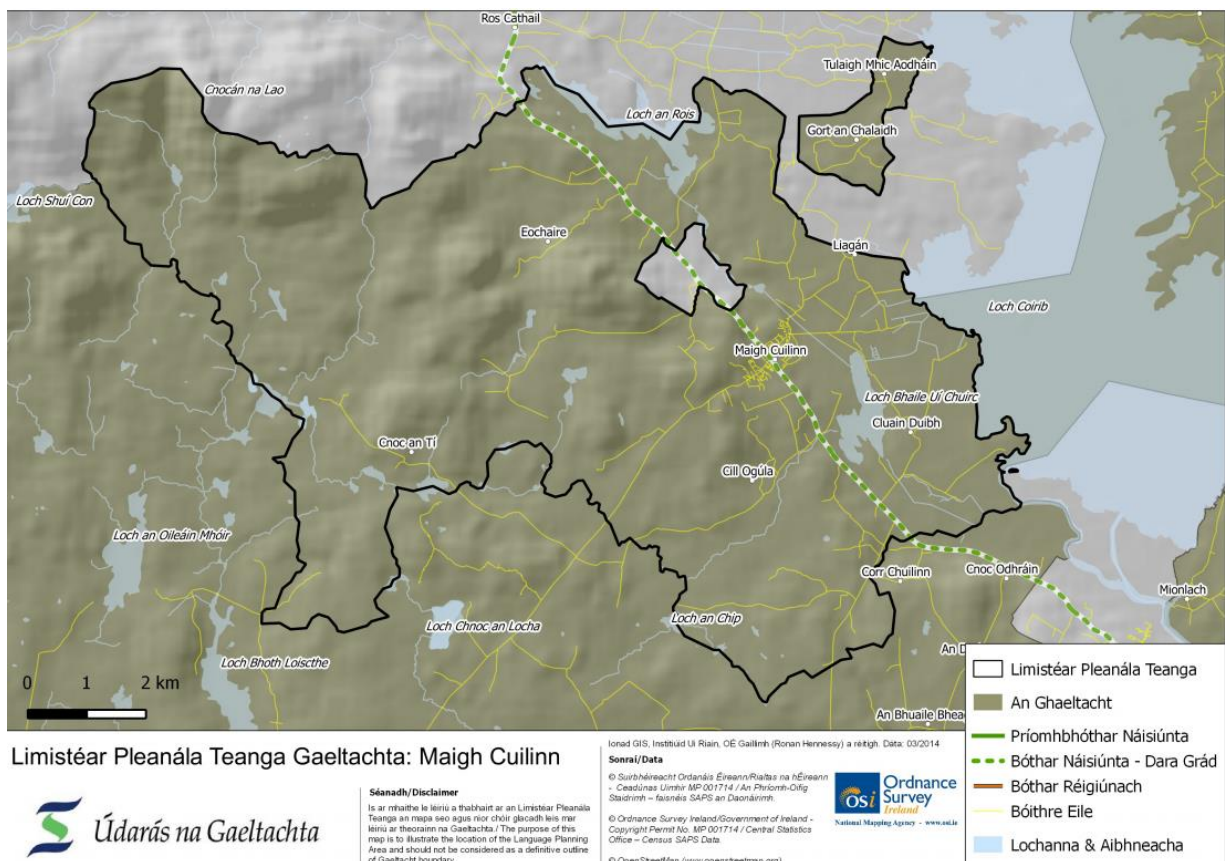 Ros Cathail
Tulaigh Mhic Aodháin
Cnocán na Lao
Loch an Rois
Gort an Chalaidh
Loch Shuí Con
Eochaire
Liagán
Loch Coirib
Maigh Cuilinn
Loch Bhaile Uí Chuirc
Cluain Duibh
Cnoc an Tí
Cill Ogúla
Loch an Oileáin Mhóir
Corr Chuilinn
Cnoc Odhráin
Mionlach
Loch Chnoc an Locha
Loch an Chip
Loch Bhoth Loiscthe
An D
An Bhuaile Bhea
0 1 2 km
Limistéar Pleanála Teanga
An Ghaeltacht
Príomhbhóthar Náisiúnta
Bóthar Náisiúnta - Dara Grád
Bóthar Réigiúnach
Bóithre Eile
Lochanna & Aibhneacha
Limistéar Pleanála Teanga Gaeltachta: Maigh Cuilinn
Údarás na Gaeltachta
Séanadh/Disclaimer
Is ar mhaithe le léiriú a thabhairt ar an Limistéar Pleanála
Teanga an mapa seo agus níor chóir glacadh leis mar
léiriú ar theorainn na Gaeltachta./ The purpose of this
map is to illustrate the location of the Language Planning
Area and should not be considered as a definitive outline
of Gaeltacht boundary.
Ionad GIS, Institiúid Uí Riain, OÉ Gaillimh (Ronan Hennessy) a réitigh. Data: 03/2014
Sonraí/Data
© Suirbhéireacht Ordanáis Éireann/Rialtas na hÉireann
- Ceadúnas Uimhir MP 001714 / An Phríomh-Oifig
Staidrimh – faisnéis SAPS an Daonáirimh.
© Ordnance Survey Ireland/Government of Ireland -
Copyright Permit No. MP 001714 / Central Statistics
Office – Census SAPS Data.
© OpenStreetMap (www.openstreetmap.org)
OSi
Ordnance
Survey
Ireland
National Mapping Agency - www.osi.ie